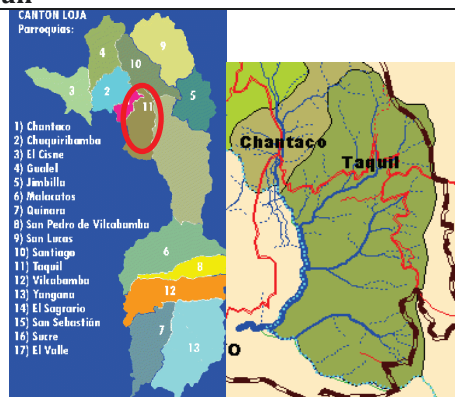 CANTON LOJA
Parroquias:
9
4
10
3
2
11
5
1) Chantaco
2) Chuquiribamba
3) El Cisne
4) Gualel
5) Jimbilla
6) Malacatos
7) Quinara
8) San Pedro de Vilcabamba
9) San Lucas
10) Santiago
11) Taquil
12) Vilcabamba
13) Yangana
14) El Sagrario
15) San Sebastián
16) Sucre
17) El Valle
6
8
12
7
13
Chantaco
Taquil
O